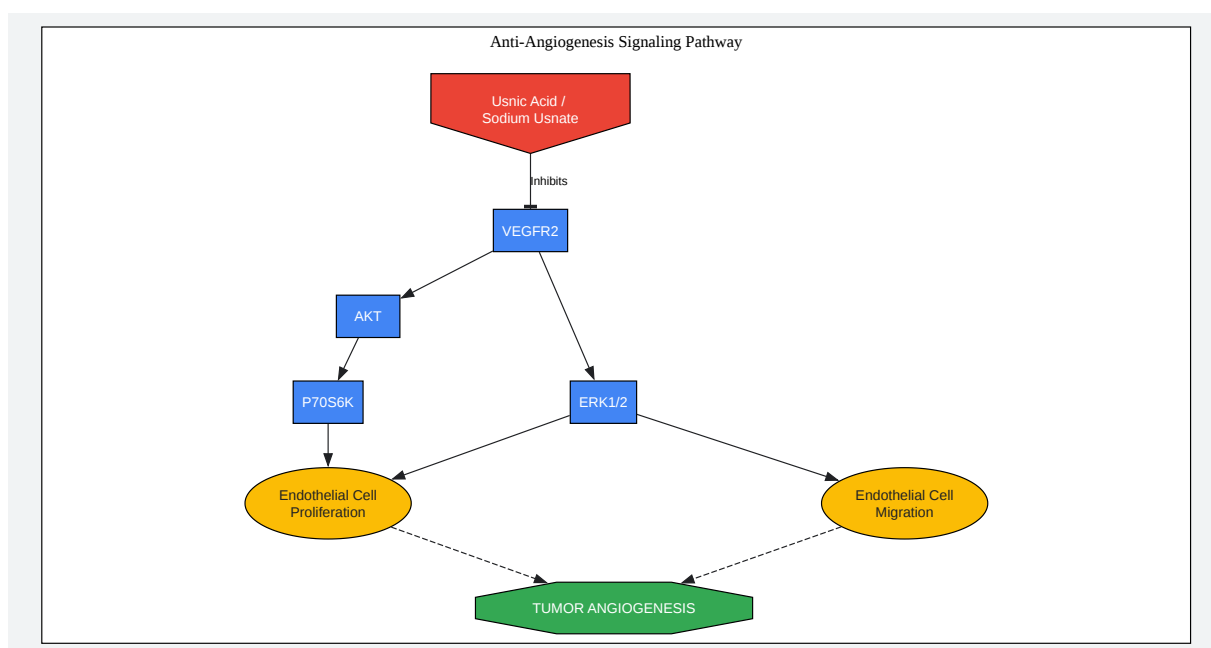 Anti-Angiogenesis Signaling Pathway
Usnic Acid /
Sodium Usnate
Inhibits
VEGFR2
AKT
P70S6K
ERK1/2
Endothelial Cell
Proliferation
Endothelial Cell
Migration
TUMOR ANGIOGENESIS